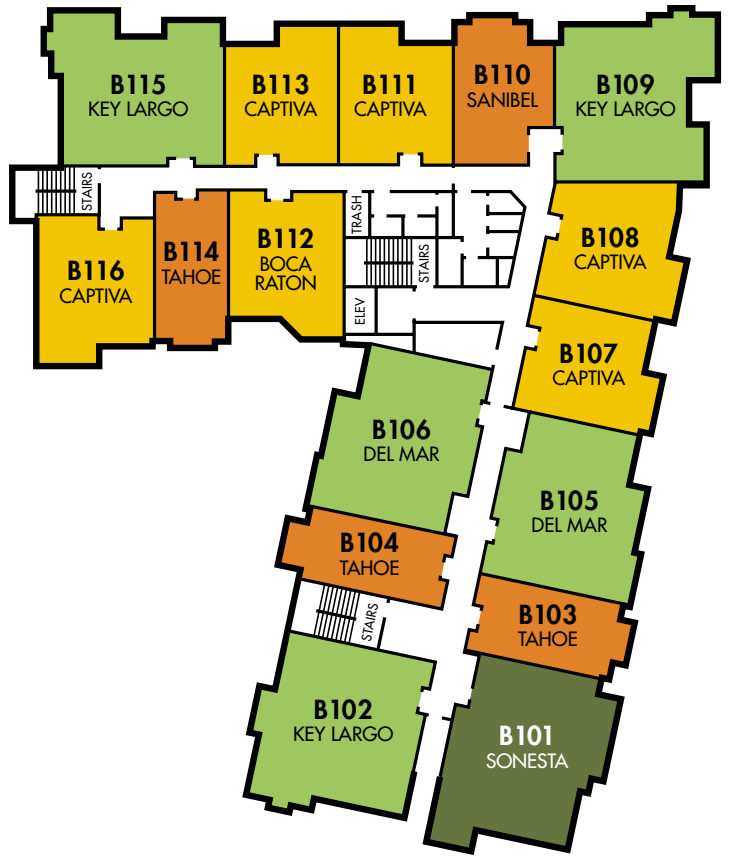 B115
KEY LARGO
B113
CAPTIVA
B111
CAPTIVA
B110
SANIBEL
B109
KEY LARGO
STAIRS
B116
CAPTIVA
B114
TAHOE
B112
BOCA
RATON
TRASH
STAIRS
ELEV
B108
CAPTIVA
B107
CAPTIVA
B106
DEL MAR
B105
DEL MAR
B104
TAHOE
STAIRS
B103
TAHOE
B102
KEY LARGO
B101
SONESTA